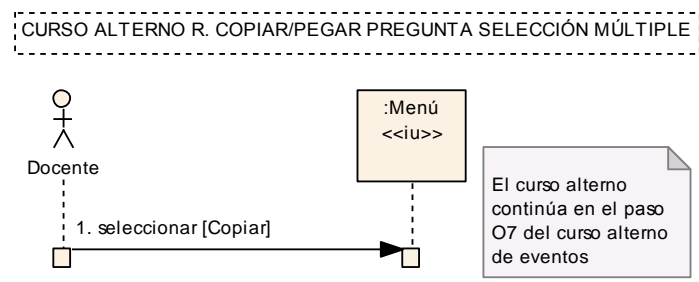 CURSO ALTERNO R. COPIAR/PEGAR PREGUNTA SELECCIÓN MÚLTIPLE
:Menú
<<iu>>
Docente
1. seleccionar [Copiar]
El curso alterno
continúa en el paso
O7 del curso alterno
de eventos